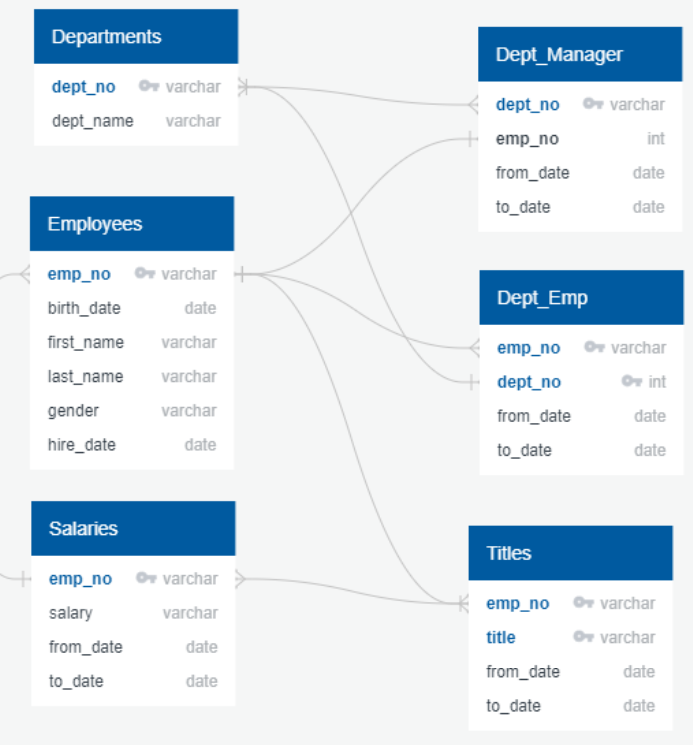 Departments
dept_no varchar
dept_name varchar
Employees
emp_no varchar
birth_date date
first_name varchar
last_name varchar
gender varchar
hire_date date
Salaries
emp_no varchar
salary varchar
from_date date
to_date date
Dept_Manager
dept_no varchar
emp_no int
from_date date
to_date date
Dept_Emp
emp_no varchar
dept_no int
from_date date
to_date date
Titles
emp_no varchar
title varchar
from_date date
to_date date